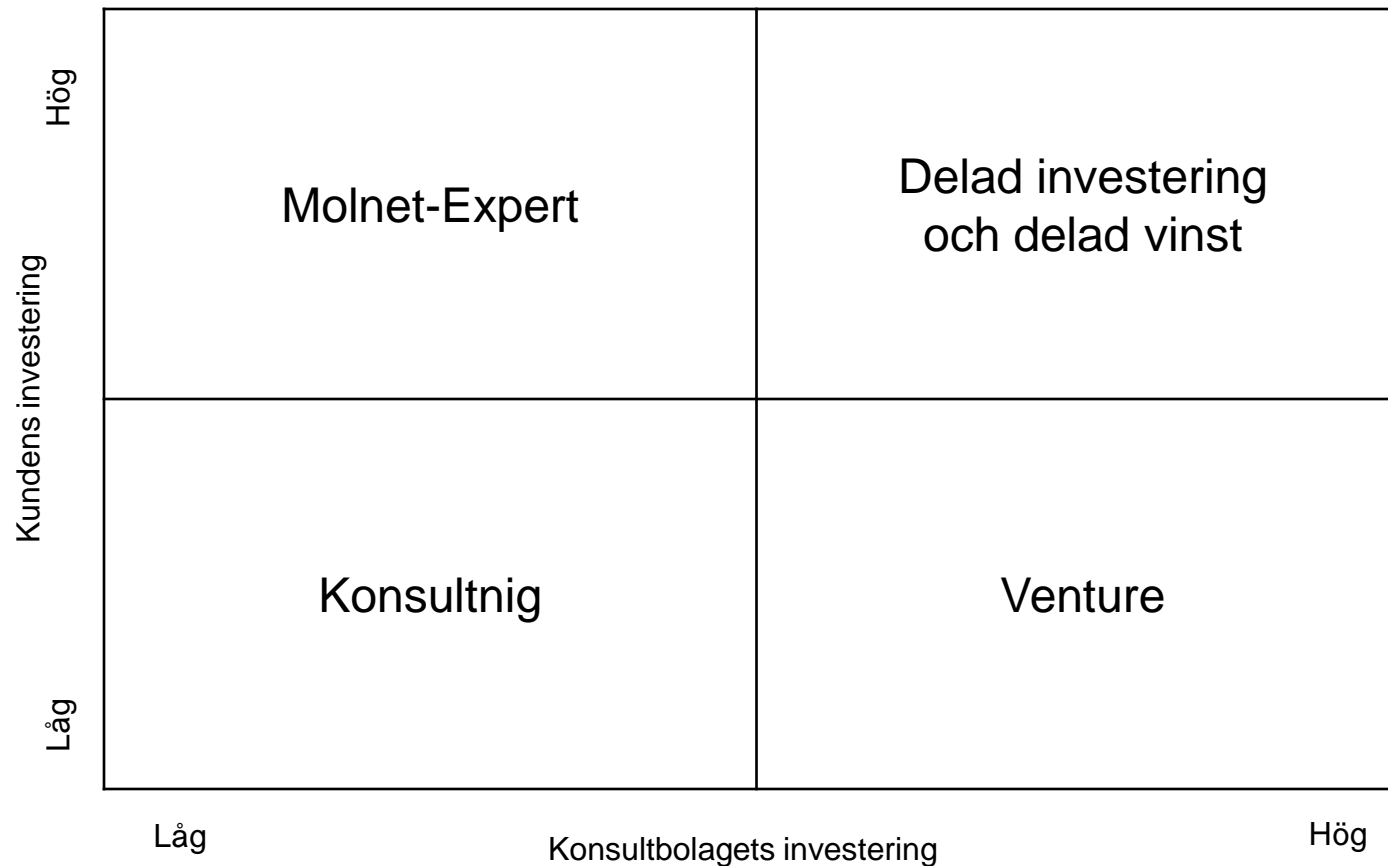 Hög
Molnet-Expert
Delad investering
och delad vinst
Kundens investering
Konsultnig
Venture
Låg
Låg
Konsultbolagets investering
Hög